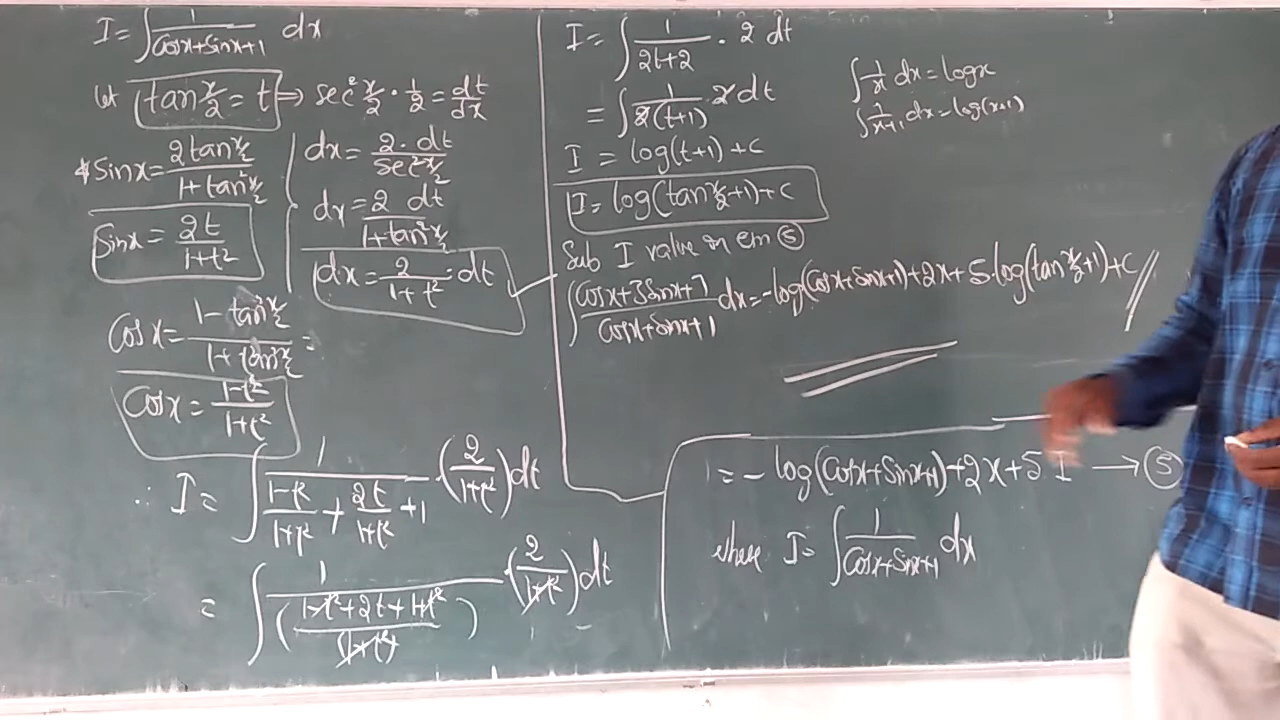 I = ∫ 1/(Cosx+Sinx+1) dx
let tan x/2 = t ⇒ sec² x/2 · 1/2 = dt/dx
Sinx = 2tan x/2 / (1+tan² x/2)
Sinx = 2t/(1+t²)
Cosx = (1-tan² x/2)/(1+tan² x/2) =
Cosx = (1-t²)/(1+t²)
dx = 2·dt / sec² x/2
dx = 2 dt / (1+tan² x/2)
dx = 2/(1+t²) · dt
∴ I = ∫ 1/((1-t²)/(1+t²) + 2t/(1+t²) + 1) · (2/(1+t²)) dt
= ∫ 1/((1-t²+2t+1+t²)/(1+t²)) · (2/(1+t²)) dt
I = ∫ 1/(2t+2) · 2 dt
= ∫ 1/(2(t+1)) 2 dt
I = log(t+1)+c
I = log(tan x/2+1)+c
Sub I value in eqn ⑤
∫ (Cosx+3Sinx+7)/(Cosx+Sinx+1) dx = -log(Cosx+Sinx+1)+2x+5·log(tan x/2+1)+c
∫ 1/x dx = logx
∫ 1/(x+1) dx = log(x+1)
= -log(Cosx+Sinx+1)+2x+5 I → ⑤
where I = ∫ 1/(Cosx+Sinx+1) dx